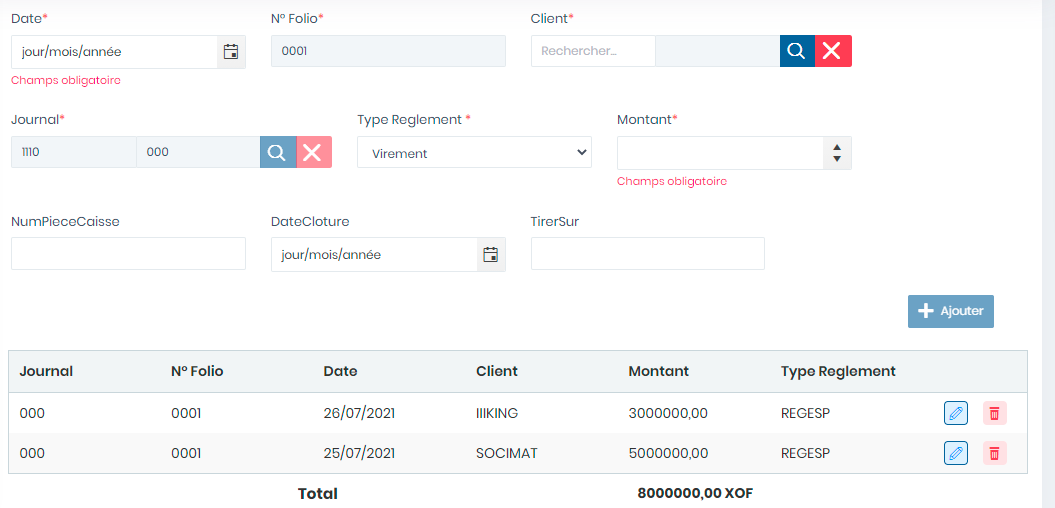 Date* N° Folio* Client*
jour/mois/année 0001 Rechercher...
Champs obligatoire
Journal* Type Reglement * Montant*
1110 000 Virement
Champs obligatoire
NumPieceCaisse DateCloture TirerSur
jour/mois/année
Ajouter
Journal N° Folio Date Client Montant Type Reglement
000 0001 26/07/2021 IIIKING 3000000,00 REGESP
000 0001 25/07/2021 SOCIMAT 5000000,00 REGESP
Total 8000000,00 XOF